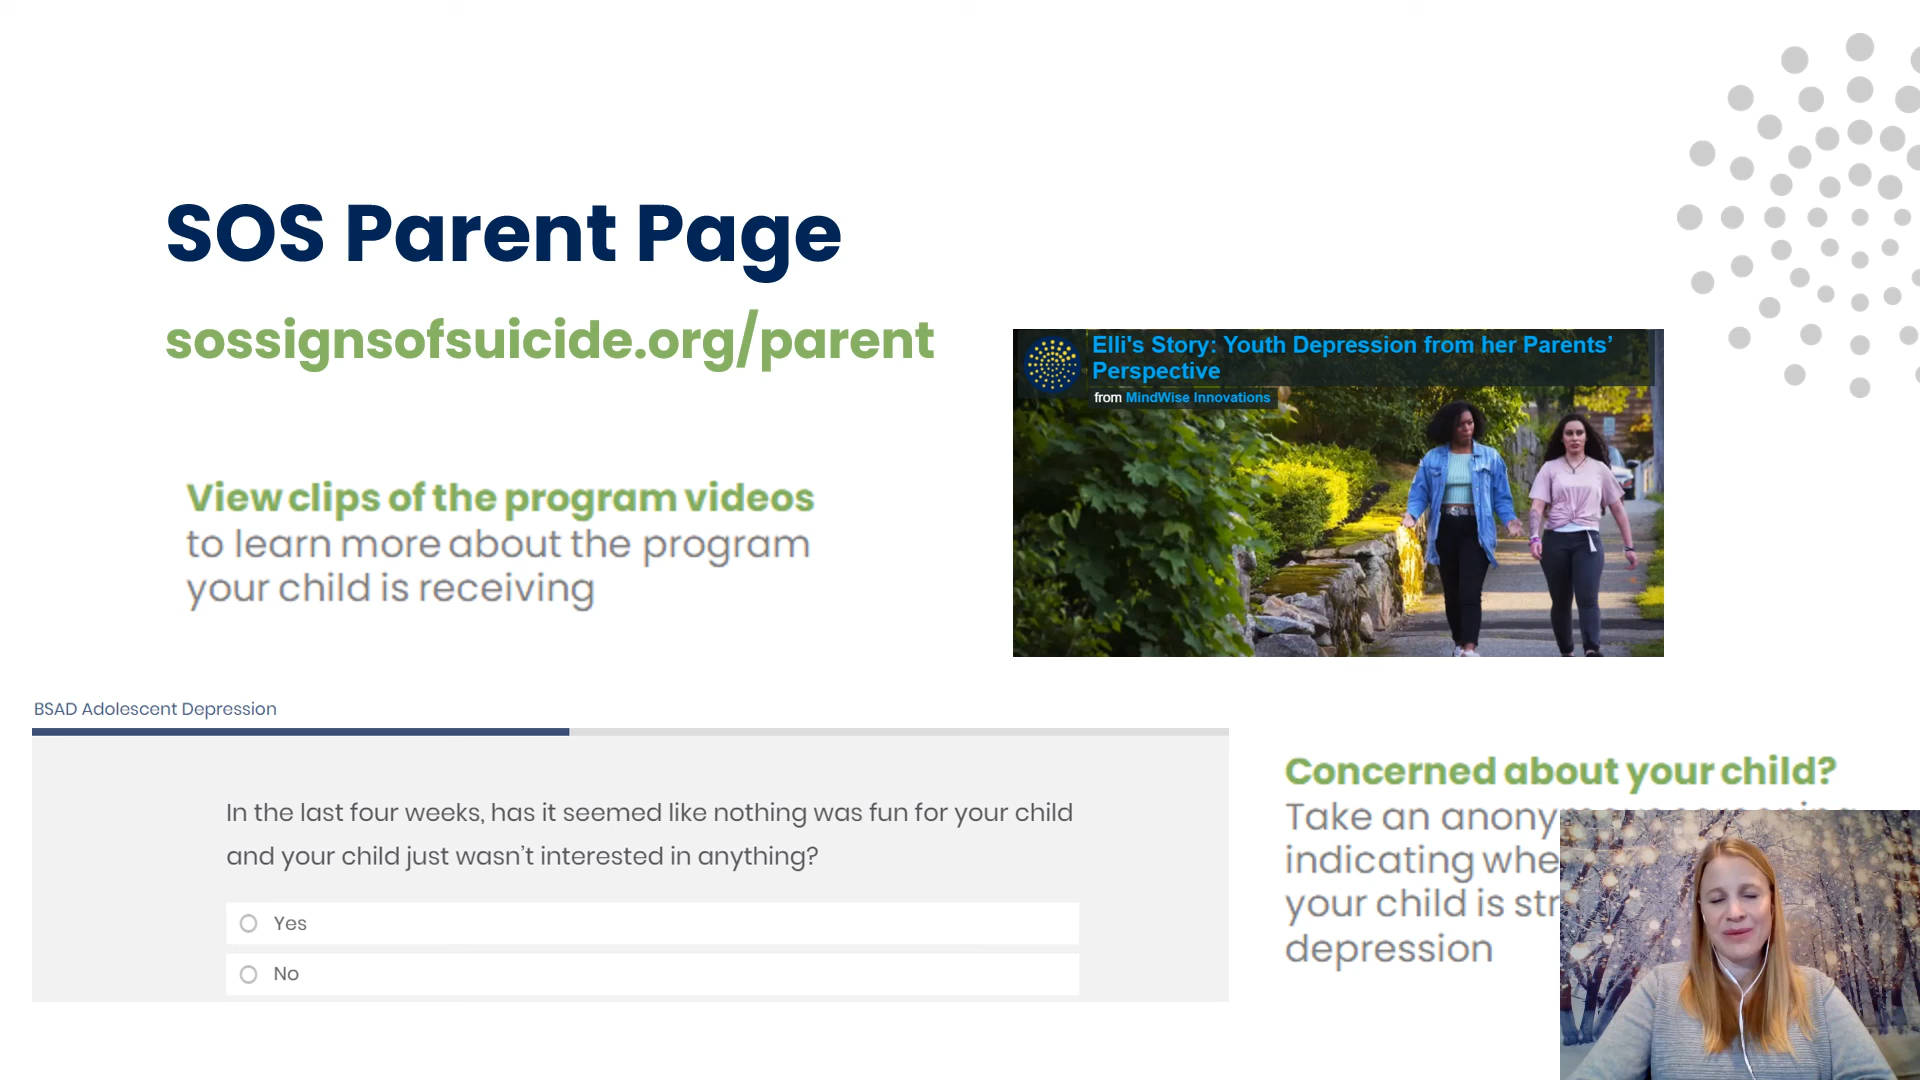 SOS Parent Page
sossignsofsuicide.org/parent
Elli's Story: Youth Depression from her Parents’
Perspective
from MindWise Innovations
View clips of the program videos
to learn more about the program
your child is receiving
BSAD Adolescent Depression
In the last four weeks, has it seemed like nothing was fun for your child
and your child just wasn’t interested in anything?
Yes
No
Concerned about your child?
Take an
indicating
your child is
depression